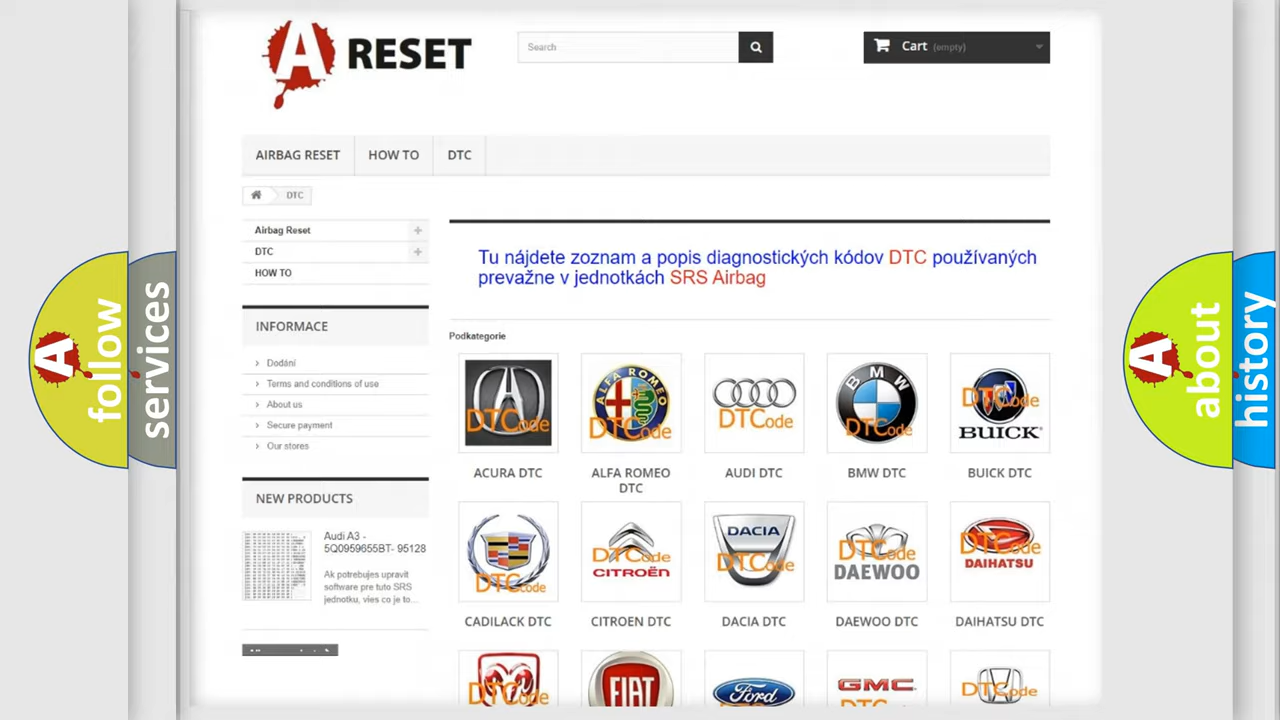 A RESET
Search
Cart (empty)
AIRBAG RESET
HOW TO
DTC
DTC
Airbag Reset
DTC
HOW TO
INFORMACE
Dodání
Terms and conditions of use
About us
Secure payment
Our stores
NEW PRODUCTS
Audi A3 -
5Q0959655BT- 95128
Ak potrebujes upravit
software pre tuto SRS
jednotku, vies co je to...
Tu nájdete zoznam a popis diagnostických kódov DTC používaných
prevažne v jednotkách SRS Airbag
Podkategorie
DTCode
ALFA ROMEO
DTCode
DTCode
BMW
DTCode
DTCode
BUICK
ACURA DTC
ALFA ROMEO
DTC
AUDI DTC
BMW DTC
BUICK DTC
DTCode
DTCode
CITROËN
DACIA
DTCode
DTCode
DAEWOO
DTCode
DAIHATSU
CADILACK DTC
CITROEN DTC
DACIA DTC
DAEWOO DTC
DAIHATSU DTC
DTCode
FIAT
Ford
GMC
DTCode
A
follow
services
A
about
history